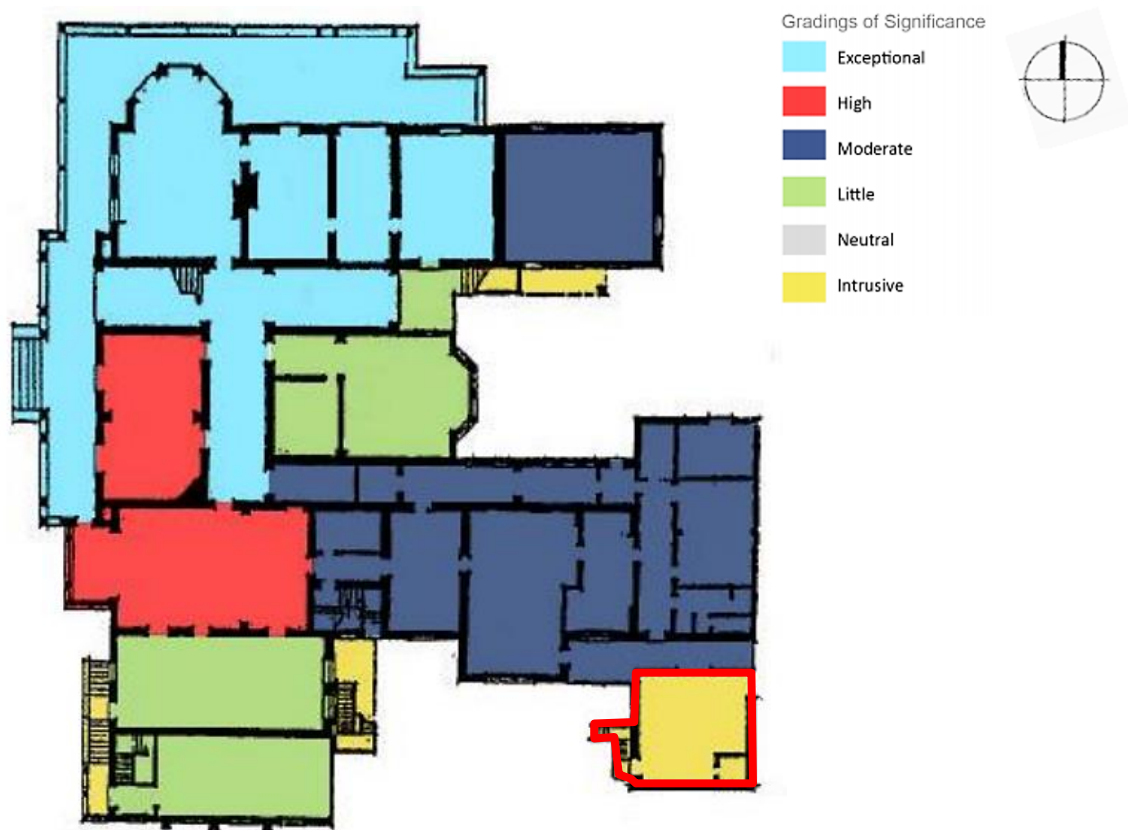 Gradings of Significance
Exceptional
High
Moderate
Little
Neutral
Intrusive